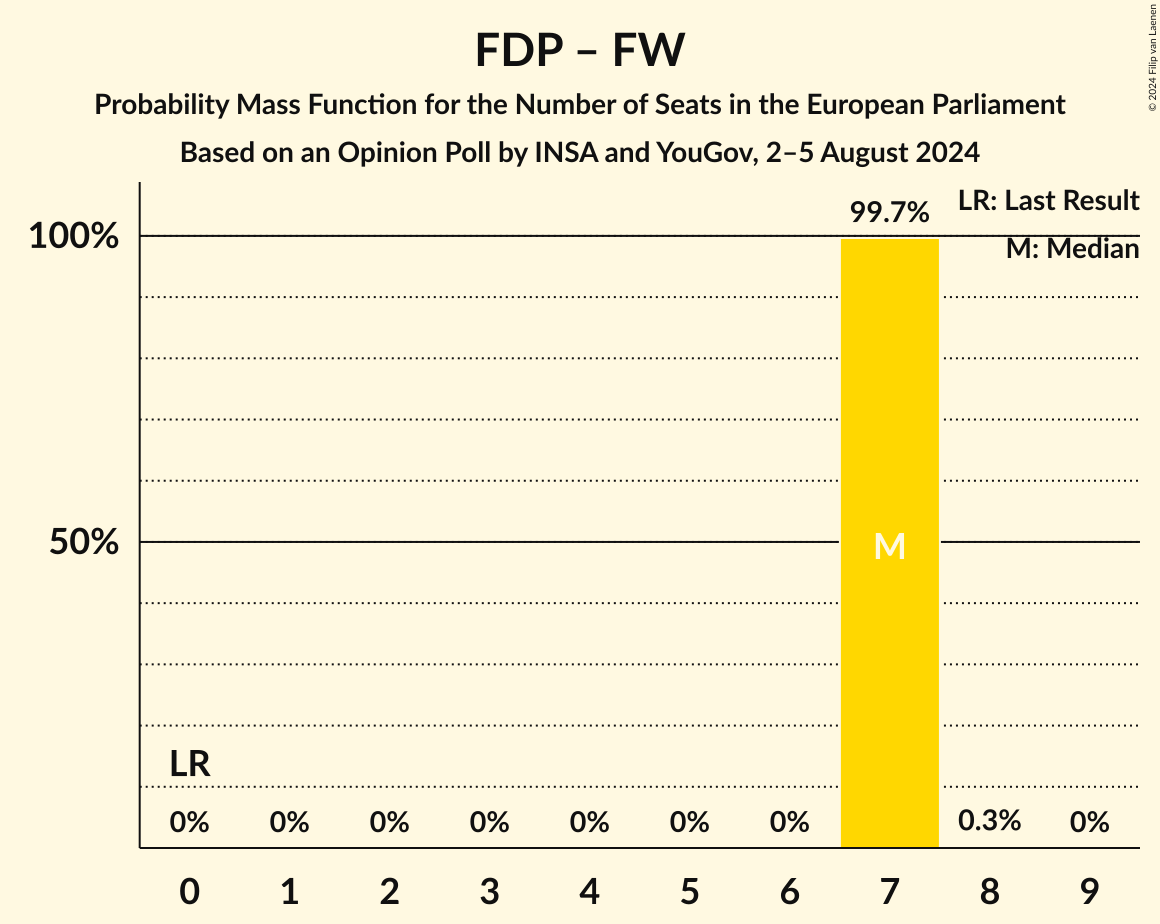 FDP – FW
Probability Mass Function for the Number of Seats in the European Parliament
Based on an Opinion Poll by INSA and YouGov, 2–5 August 2024
© 2024 Filip van Laenen
LR: Last Result
M: Median
99.7%
100%
50%
M
LR
0% 0% 0% 0% 0% 0% 0% 0.3% 0%
0 1 2 3 4 5 6 7 8 9